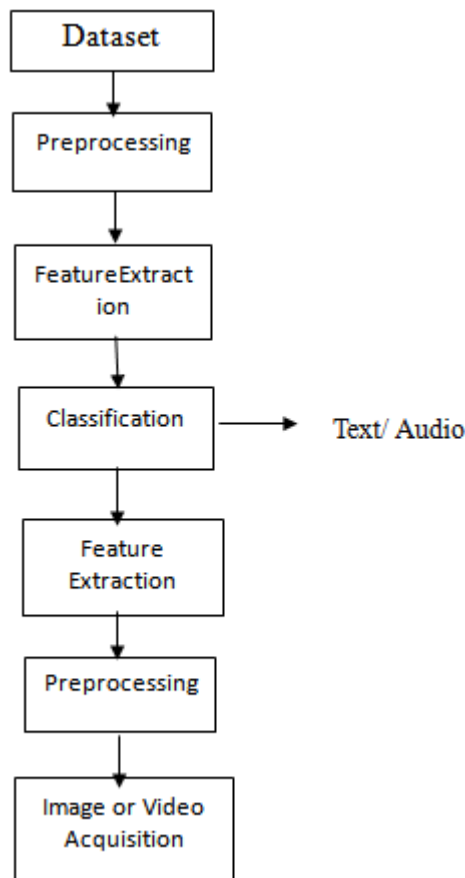 Dataset
Preprocessing
FeatureExtract
ion
Classification
Text/ Audio
Feature
Extraction
Preprocessing
Image or Video
Acquisition